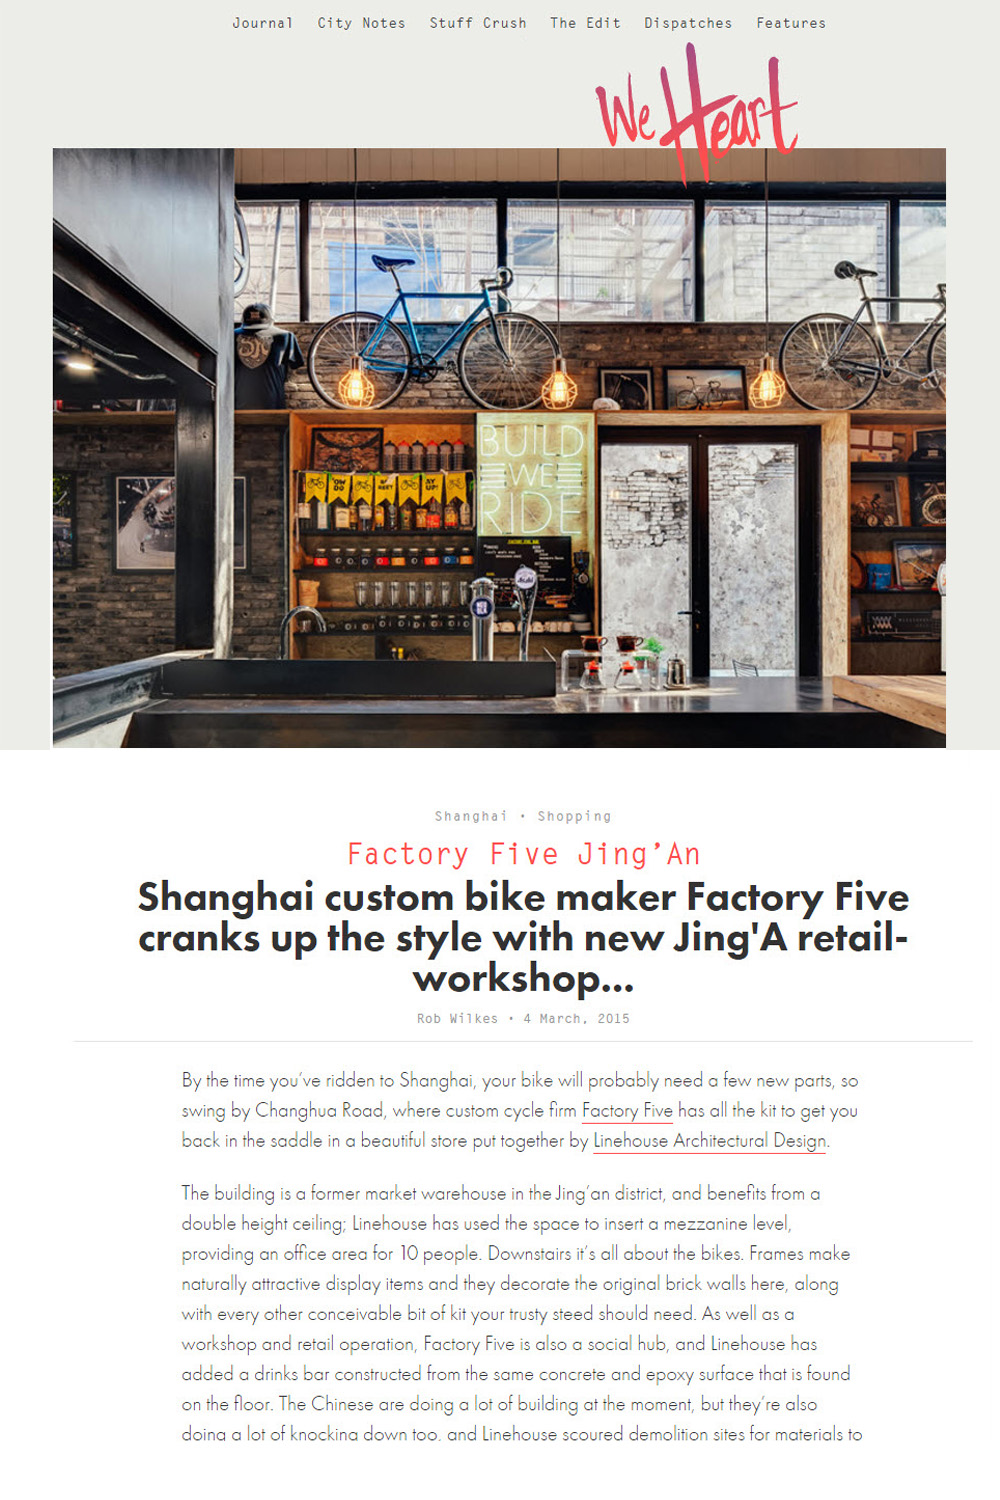 Journal City Notes Stuff Crush The Edit Dispatches Features
We Heart
BUILD
WE
RIDE
FACTORY FIVE BAR
Shanghai • Shopping
Factory Five Jing’An
Shanghai custom bike maker Factory Five
cranks up the style with new Jing'A retail-
workshop...
Rob Wilkes • 4 March, 2015
By the time you’ve ridden to Shanghai, your bike will probably need a few new parts, so
swing by Changhua Road, where custom cycle firm Factory Five has all the kit to get you
back in the saddle in a beautiful store put together by Linehouse Architectural Design.
The building is a former market warehouse in the Jing’an district, and benefits from a
double height ceiling; Linehouse has used the space to insert a mezzanine level,
providing an office area for 10 people. Downstairs it’s all about the bikes. Frames make
naturally attractive display items and they decorate the original brick walls here, along
with every other conceivable bit of kit your trusty steed should need. As well as a
workshop and retail operation, Factory Five is also a social hub, and Linehouse has
added a drinks bar constructed from the same concrete and epoxy surface that is found
on the floor. The Chinese are doing a lot of building at the moment, but they’re also
doing a lot of knocking down too, and Linehouse scoured demolition sites for materials to